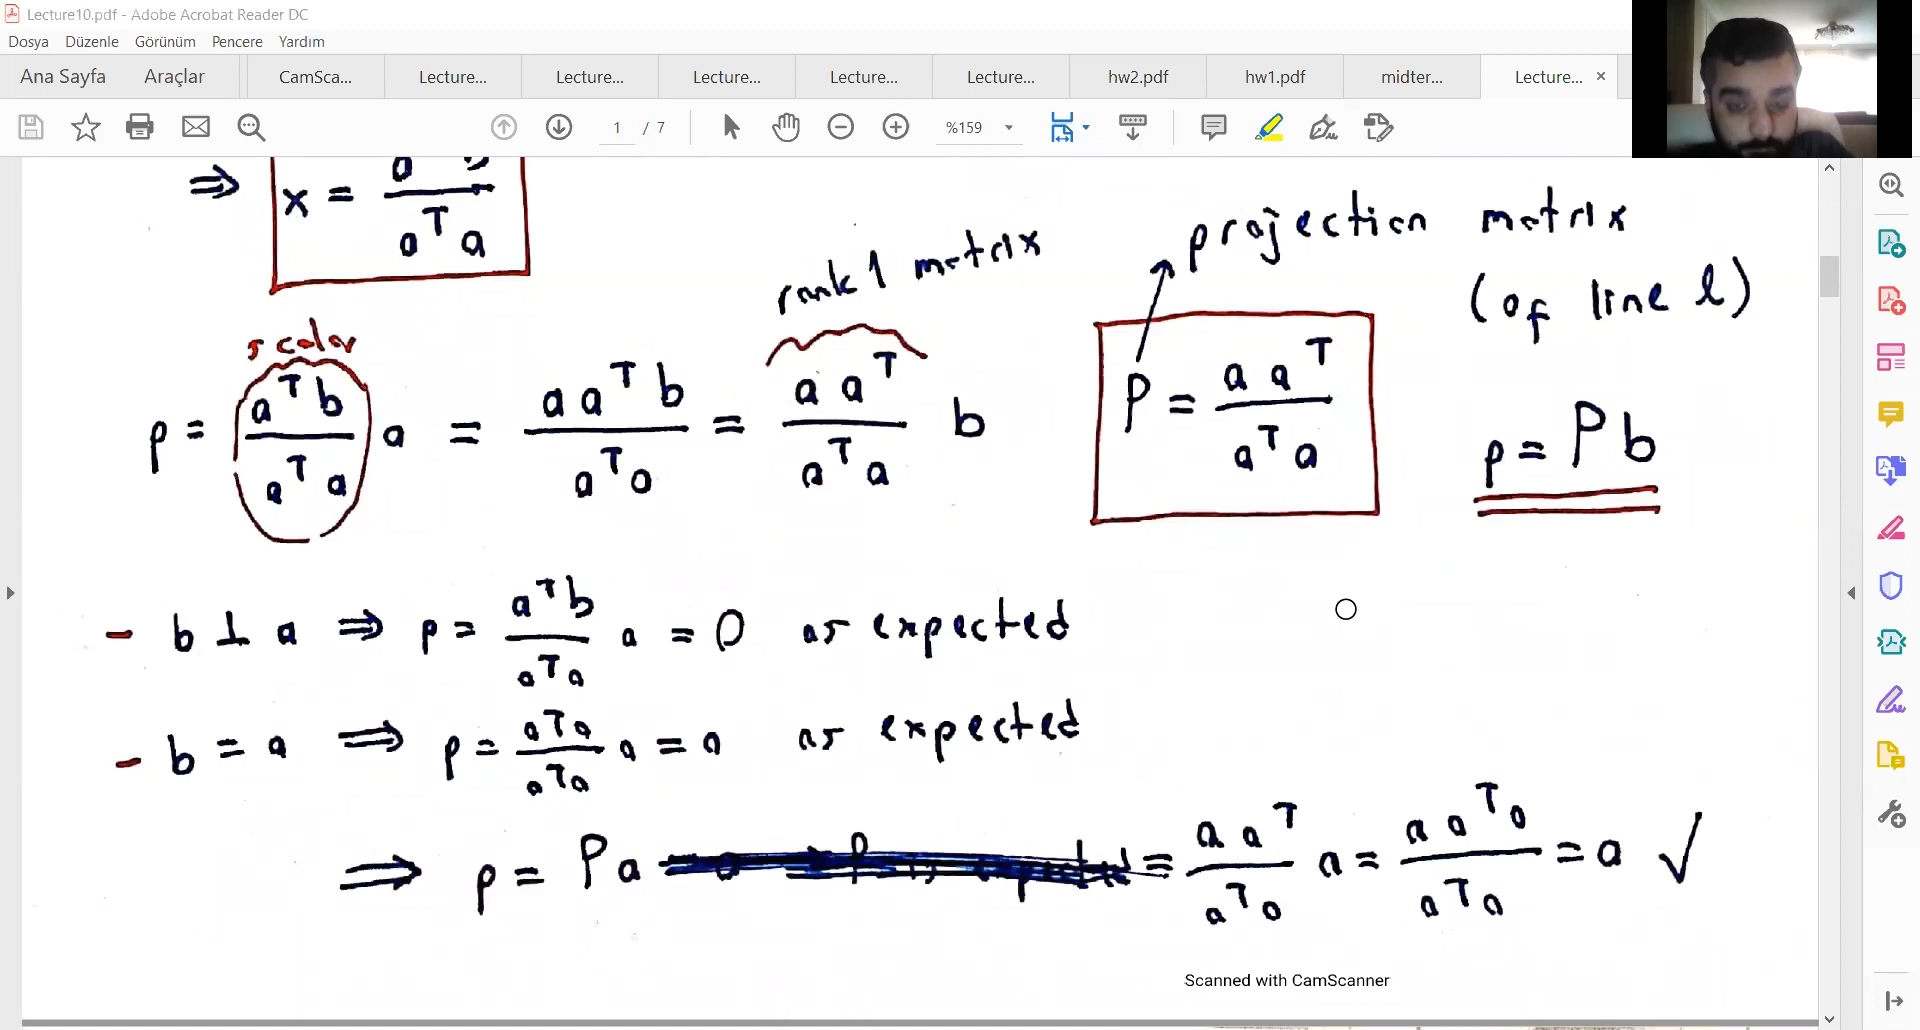 Lecture10.pdf - Adobe Acrobat Reader DC
Dosya Düzenle Görünüm Pencere Yardım
Ana Sayfa Araçlar CamSca... Lecture... Lecture... Lecture... Lecture... Lecture... hw2.pdf hw1.pdf midter... Lecture... ×
1 / 7 %159
⇒ x = aᵀb / aᵀa
rank 1 matrix
projection matrix
(of line l)
scalar
p = (aᵀb / aᵀa) a = aaᵀb / aᵀa = (aaᵀ / aᵀa) b
P = aaᵀ / aᵀa
p = Pb
- b ⊥ a ⇒ p = (aᵀb / aᵀa) a = 0 as expected
- b = a ⇒ p = (aᵀa / aᵀa) a = a as expected
⇒ p = Pa = (aaᵀ / aᵀa) a = aaᵀa / aᵀa = a ✓
Scanned with CamScanner